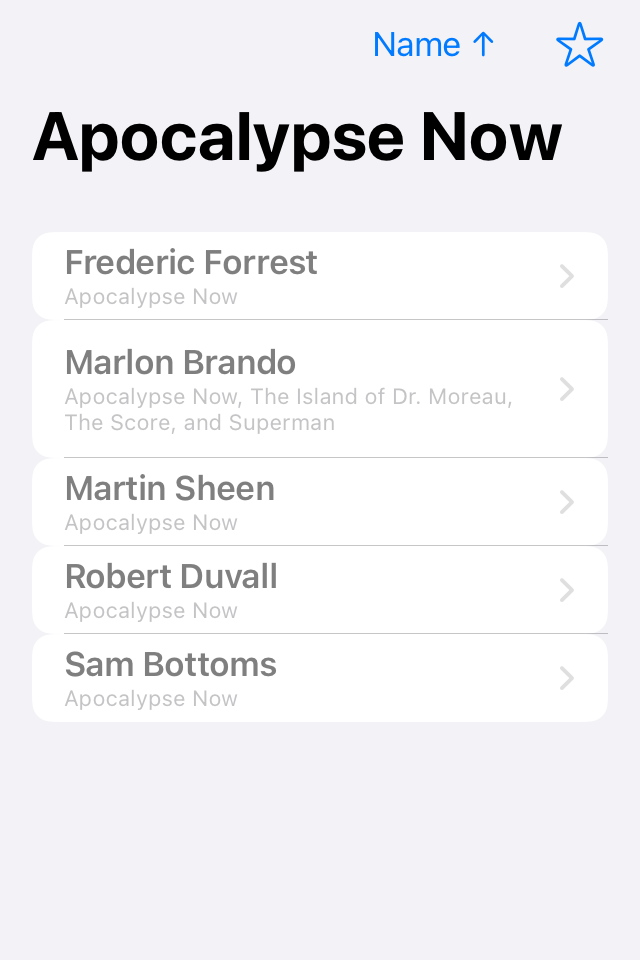 Name ↑
Apocalypse Now
Frederic Forrest
Apocalypse Now
Marlon Brando
Apocalypse Now, The Island of Dr. Moreau,
The Score, and Superman
Martin Sheen
Apocalypse Now
Robert Duvall
Apocalypse Now
Sam Bottoms
Apocalypse Now